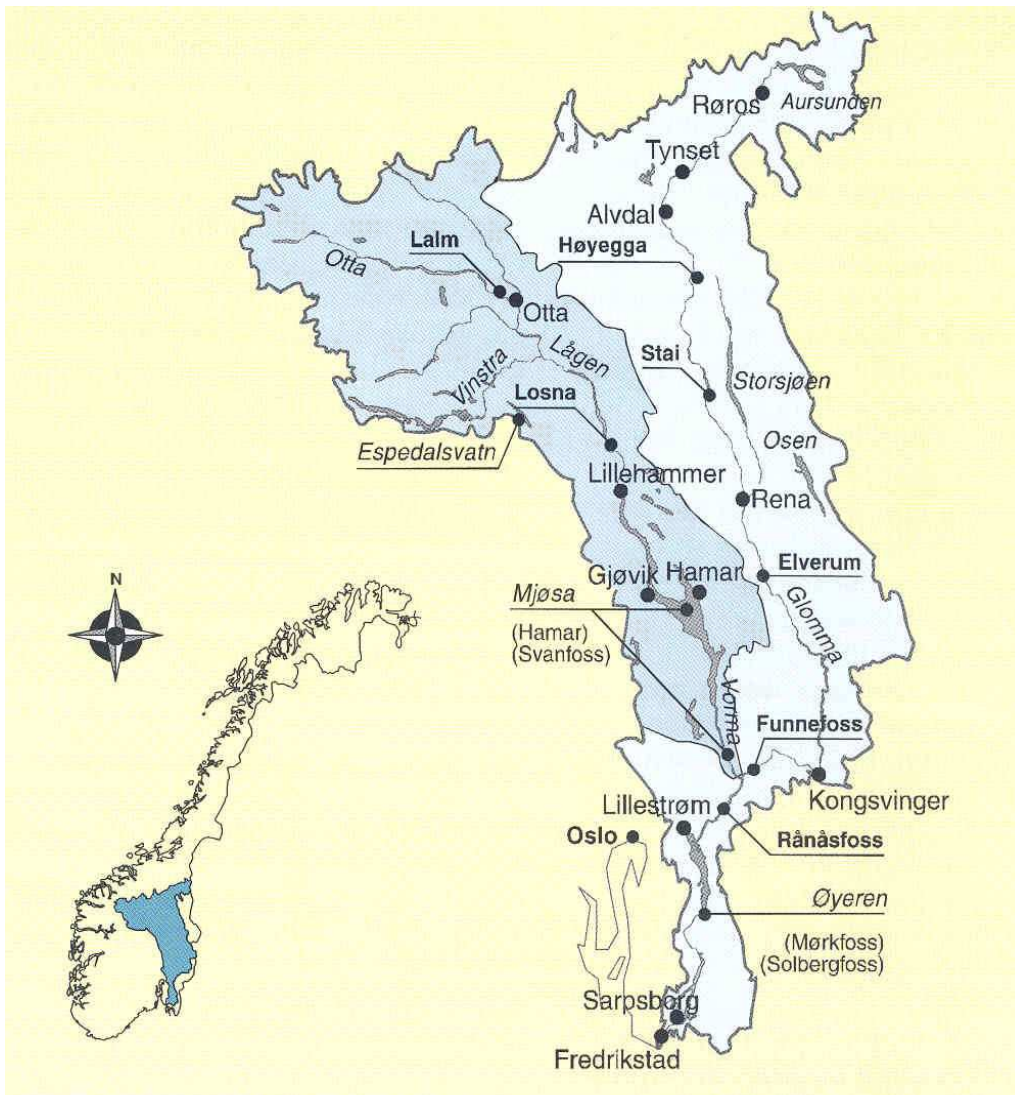 Røros
Aursunden
Tynset
Alvdal
Lalm
Høyegga
Otta
Otta
Lågen
Stai
Vinstra
Storsjøen
Losna
Osen
Espedalsvatn
Lillehammer
Rena
Elverum
N
Gjøvik
Hamar
Mjøsa
Glomma
(Hamar)
(Svanfoss)
Vorma
Funnefoss
Kongsvinger
Lillestrøm
Oslo
Rånåsfoss
Øyeren
(Mørkfoss)
(Solbergfoss)
Sarpsborg
Fredrikstad